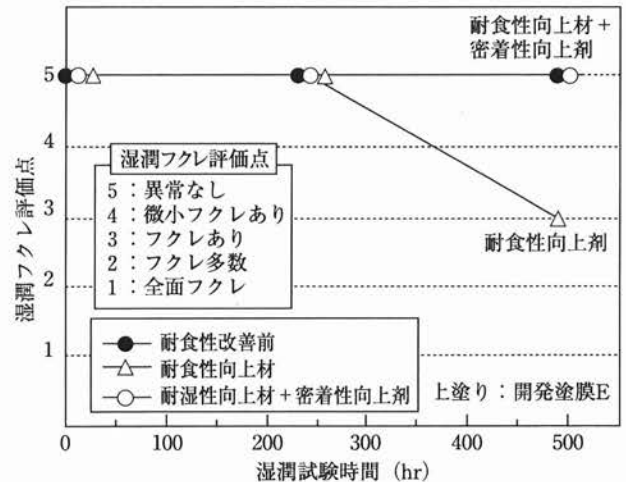 耐食性向上材+
密着性向上剤
湿潤フクレ評価点
5
4
3
2
1
湿潤フクレ評価点
5：異常なし
4：微小フクレあり
3：フクレあり
2：フクレ多数
1：全面フクレ
耐食性向上剤
耐食性改善前
耐食性向上材
耐湿性向上材+密着性向上剤
上塗り：開発塗膜E
0 100 200 300 400 500
湿潤試験時間 (hr)